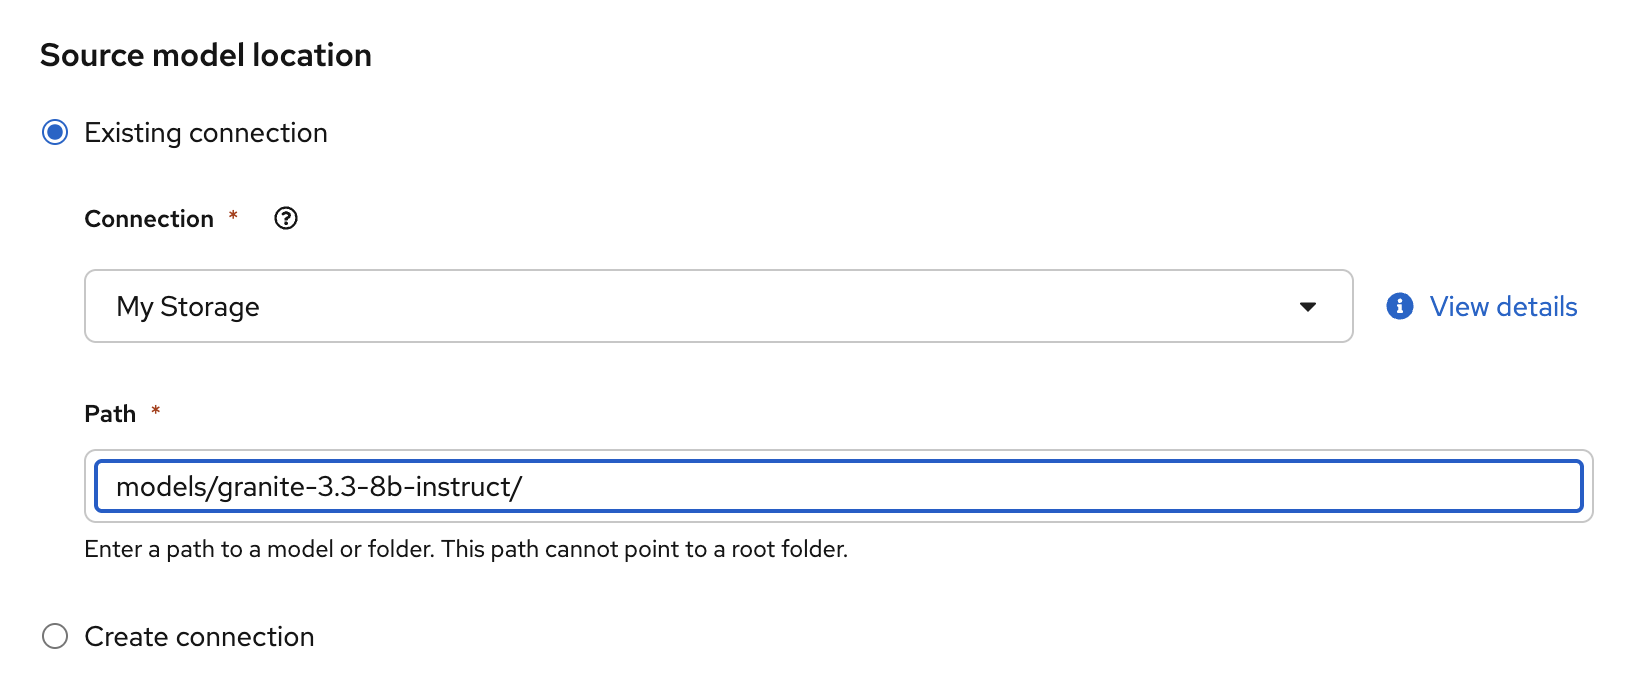 Source model location
Existing connection
Connection *
My Storage
View details
Path *
models/granite-3.3-8b-instruct/
Enter a path to a model or folder. This path cannot point to a root folder.
Create connection